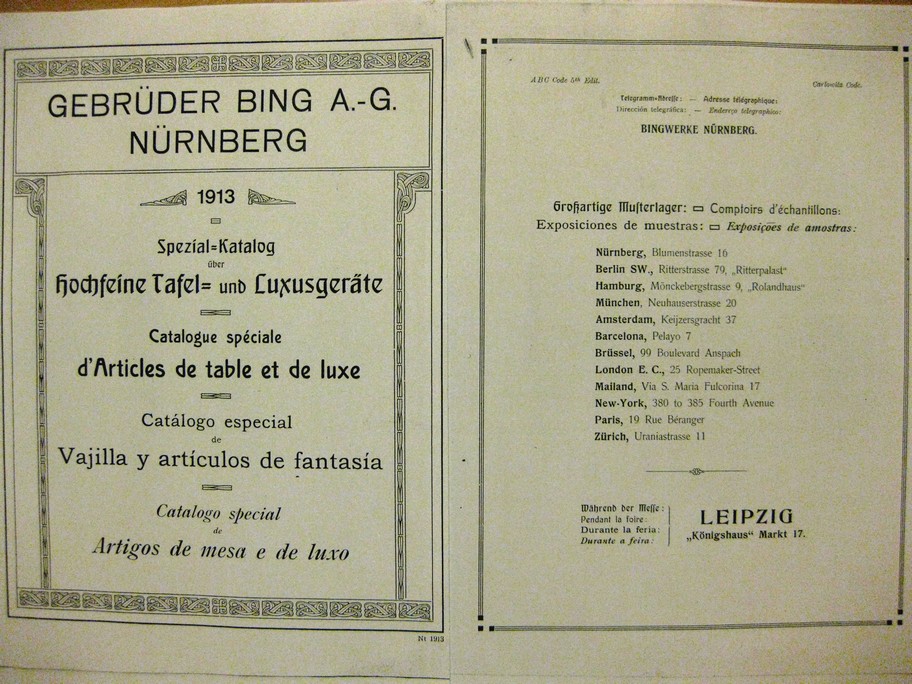 GEBRÜDER BING A.-G.
NÜRNBERG
1913
Spezial=Katalog
über
Hochfeine Tafel= und Luxusgeräte
Catalogue spéciale
d'Articles de table et de luxe
Catálogo especial
de
Vajilla y artículos de fantasía
Catalogo special
de
Artigos de mesa e de luxo
Nt 1913
ABC Code 5th Edit.
Carlowitz Code.
Telegramm=Adresse: — Adresse télégraphique:
Dirección telegráfica: — Endereço telegraphico:
BINGWERKE NÜRNBERG.
Großartige Musterlager: Comptoirs d'échantillons:
Exposiciones de muestras: Exposições de amostras:
Nürnberg, Blumenstrasse 16
Berlin SW., Ritterstrasse 79, „Ritterpalast"
Hamburg, Mönckebergstrasse 9, „Rolandhaus"
München, Neuhauserstrasse 20
Amsterdam, Keijzersgracht 37
Barcelona, Pelayo 7
Brüssel, 99 Boulevard Anspach
London E. C., 25 Ropemaker-Street
Mailand, Via S. Maria Fulcorina 17
New-York, 380 to 385 Fourth Avenue
Paris, 19 Rue Béranger
Zürich, Uraniastrasse 11
Während der Messe:
Pendant la foire:
Durante la feria:
Durante a feira:
LEIPZIG
„Königshaus" Markt 17.